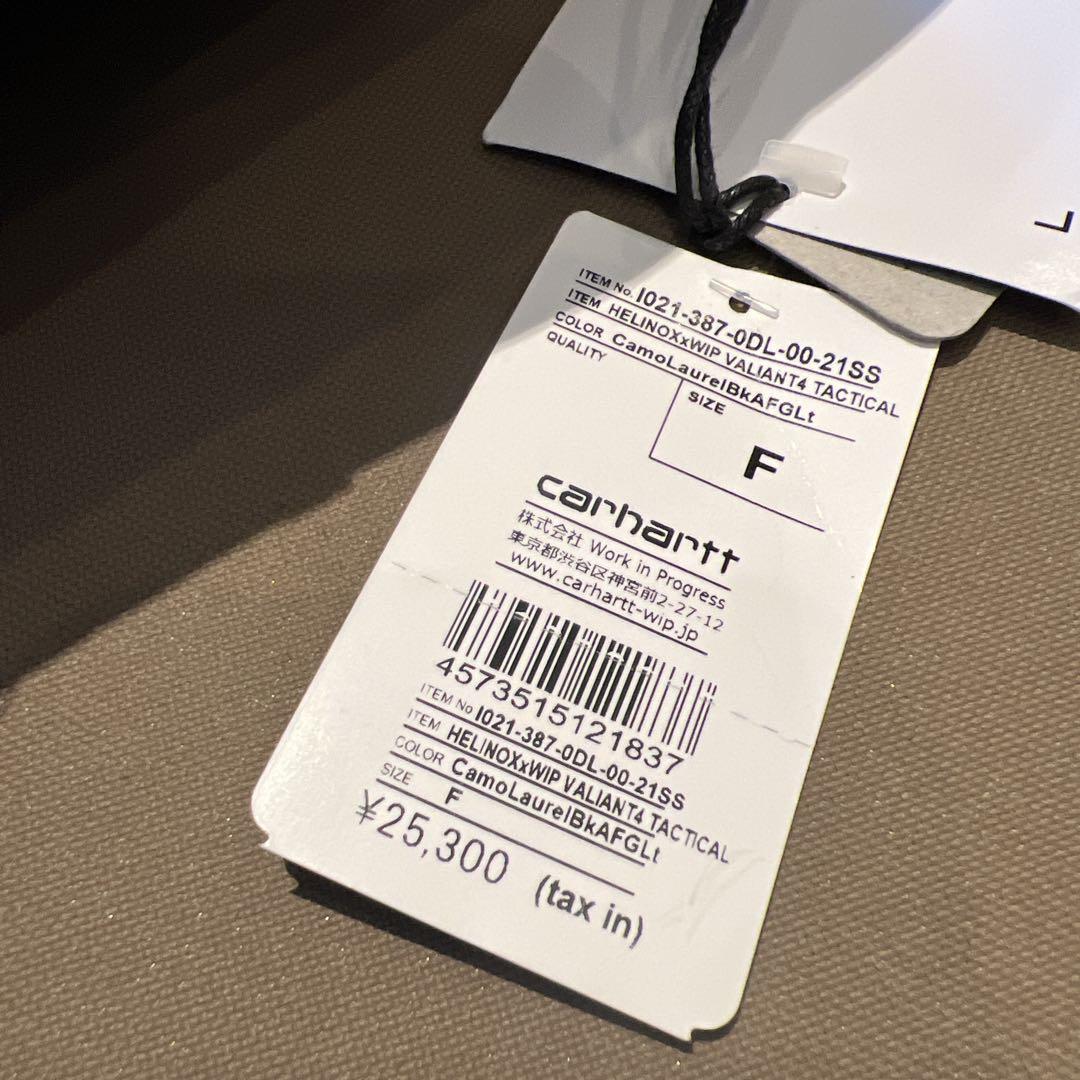 ITEM No. I021-387-0DL-00-21SS
ITEM HELINOXxWIP VALIANT4 TACTICAL
COLOR CamoLaurelBkAFGLt
QUALITY
SIZE
F
carhartt
株式会社 Work in Progress
東京都渋谷区神宮前2-27-12
www.carhartt-wip.jp
4573515121837
ITEM No I021-387-0DL-00-21SS
ITEM HELINOXxWIP VALIANT4 TACTICAL
COLOR CamoLaurelBkAFGLt
SIZE F
¥25,300 (tax in)